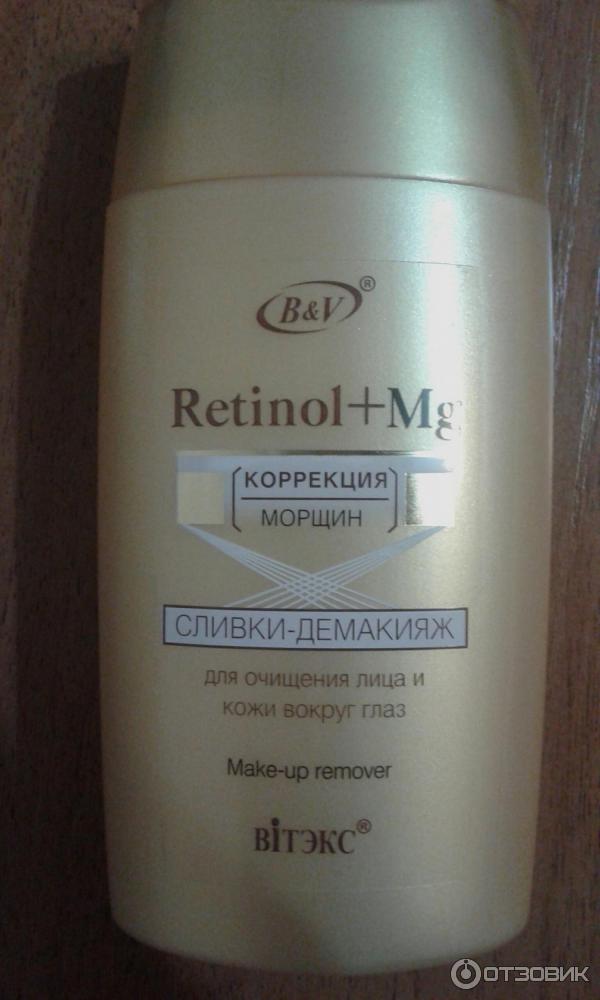 B&V®
Retinol+Mg
КОРРЕКЦИЯ
МОРЩИН
СЛИВКИ-ДЕМАКИЯЖ
для очищения лица и
кожи вокруг глаз
Make-up remover
Вiтэкс®
ОТЗОВИК